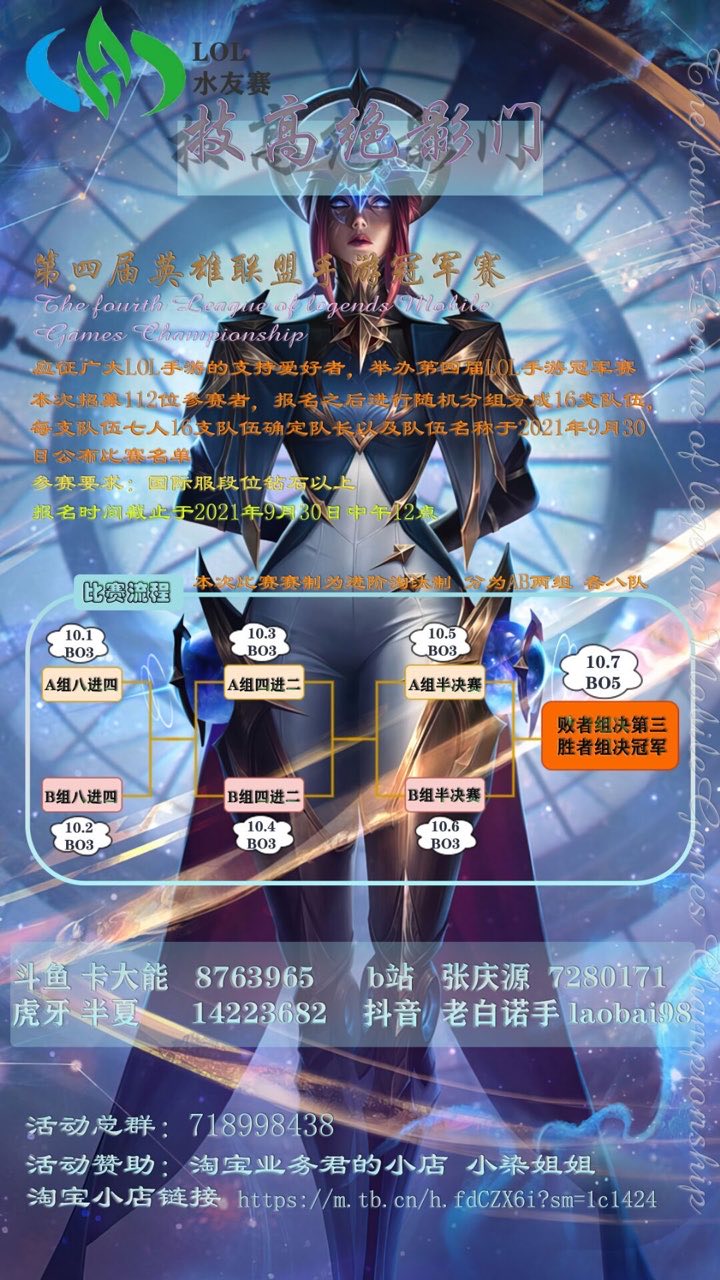 LOL
水友赛
技高绝影门
第四届英雄联盟手游冠军赛
The fourth League of legends Mobile
Games Championship
应征广大LOL手游的支持爱好者，举办第四届LOL手游冠军赛
本次招募112位参赛者，报名之后进行随机分组分成16支队伍，
每支队伍七人16支队伍确定队长以及队伍名称于2021年9月30
日公布比赛名单
参赛要求：国际服段位钻石以上
报名时间截止于2021年9月30日中午12点
比赛流程
本次比赛赛制为进阶淘汰制 分为AB两组 各八队
10.1
BO3
10.3
BO3
10.5
BO3
10.7
BO5
A组八进四
A组四进二
A组半决赛
败者组决第三
胜者组决冠军
B组八进四
B组四进二
B组半决赛
10.2
BO3
10.4
BO3
10.6
BO3
斗鱼 卡大能 8763965 b站 张庆源 7280171
虎牙 半夏 14223682 抖音 老白诺手 laobai98
活动总群：718998438
活动赞助：淘宝业务君的小店 小染姐姐
淘宝小店链接 https://m.tb.cn/h.fdCZX6i?sm=1c1424
The fourth League of legends Mobile Games Championship